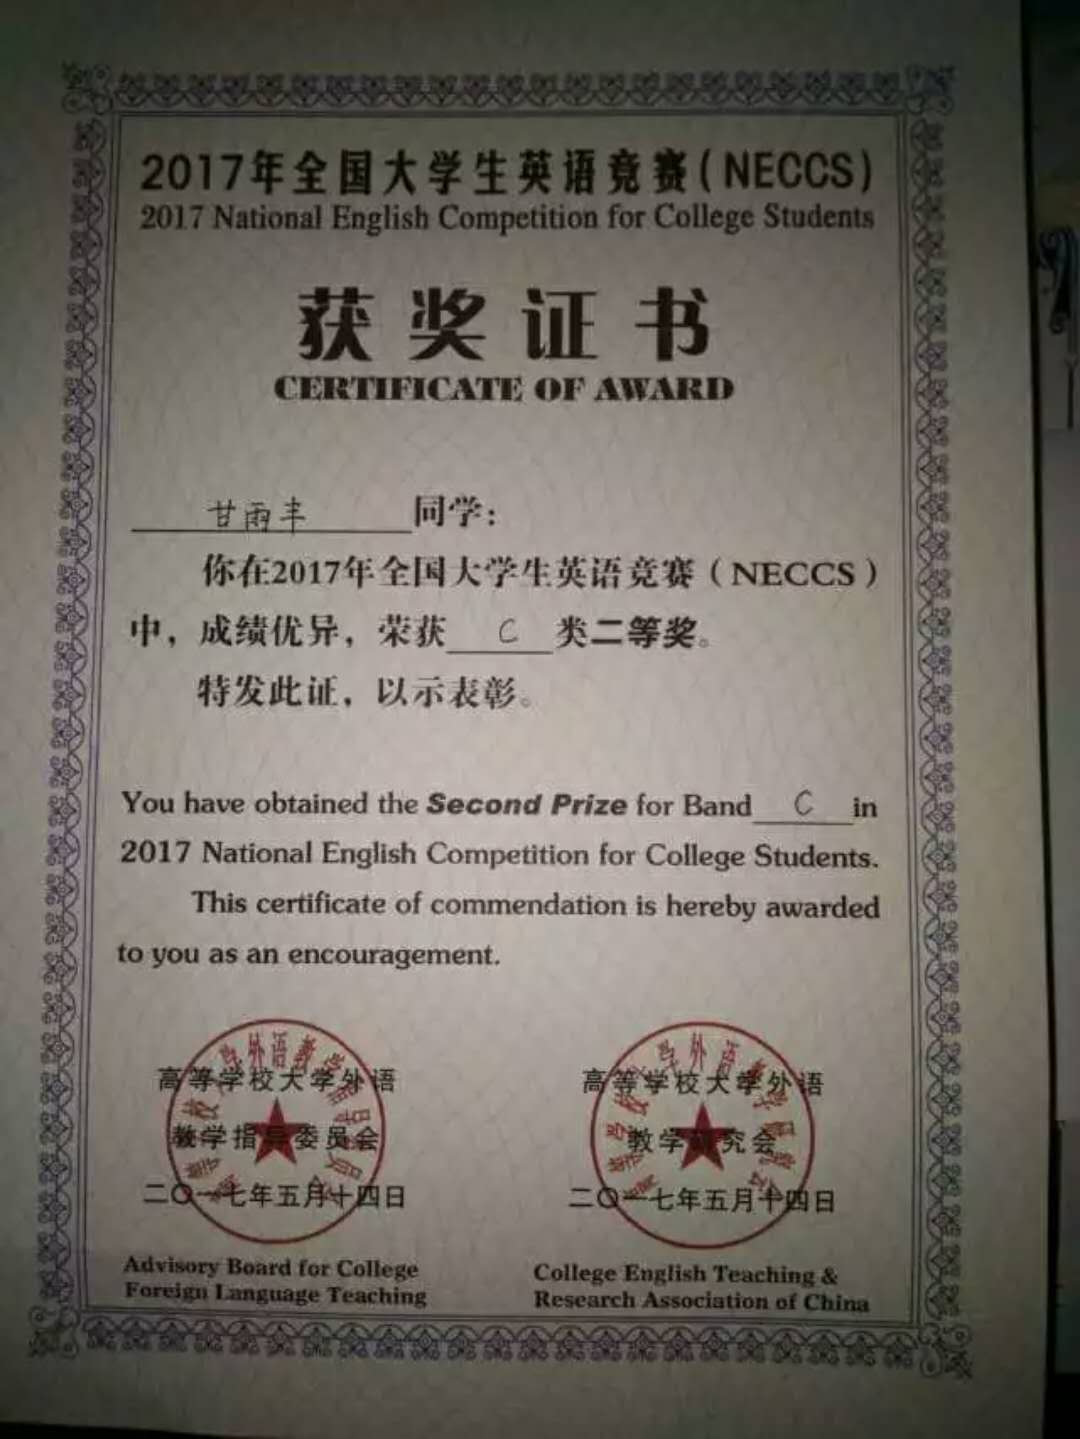 2017年全国大学生英语竞赛(NECCS)
2017 National English Competition for College Students
获奖证书
CERTIFICATE OF AWARD
甘雨丰 同学:
你在2017年全国大学生英语竞赛(NECCS)
中，成绩优异，荣获 C 类二等奖。
特发此证，以示表彰。
You have obtained the Second Prize for Band C in
2017 National English Competition for College Students.
This certificate of commendation is hereby awarded
to you as an encouragement.
高等学校大学外语
教学指导委员会
二〇一七年五月十四日
Advisory Board for College
Foreign Language Teaching
高等学校大学外语
教学研究会
二〇一七年五月十四日
College English Teaching &
Research Association of China